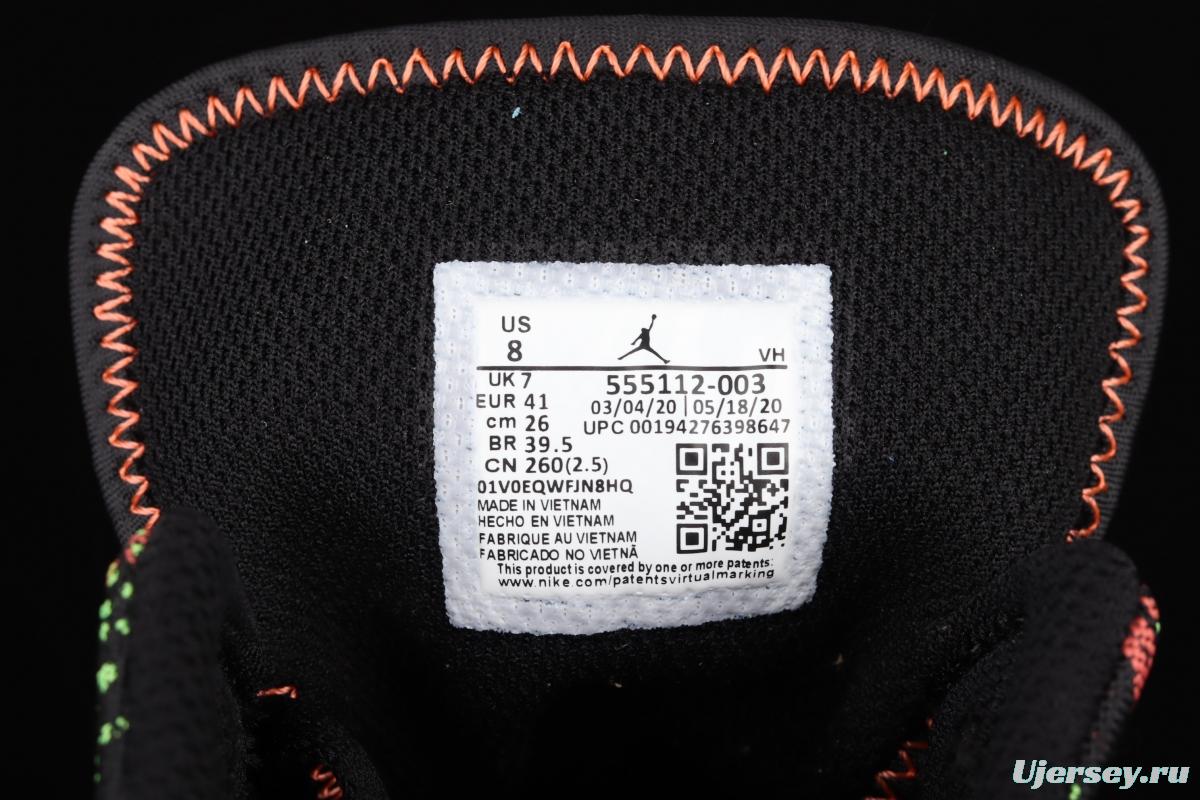 US
8
VH
UK 7
555112-003
EUR 41
03/04/20 | 05/18/20
cm 26
UPC 00194276398647
BR 39.5
CN 260(2.5)
01V0EQWFJN8HQ
MADE IN VIETNAM
HECHO EN VIETNAM
FABRIQUE AU VIETNAM
FABRICADO NO VIETNÃ
This product is covered by one or more patents:
www.nike.com/patentsvirtualmarking
Ujersey.ru